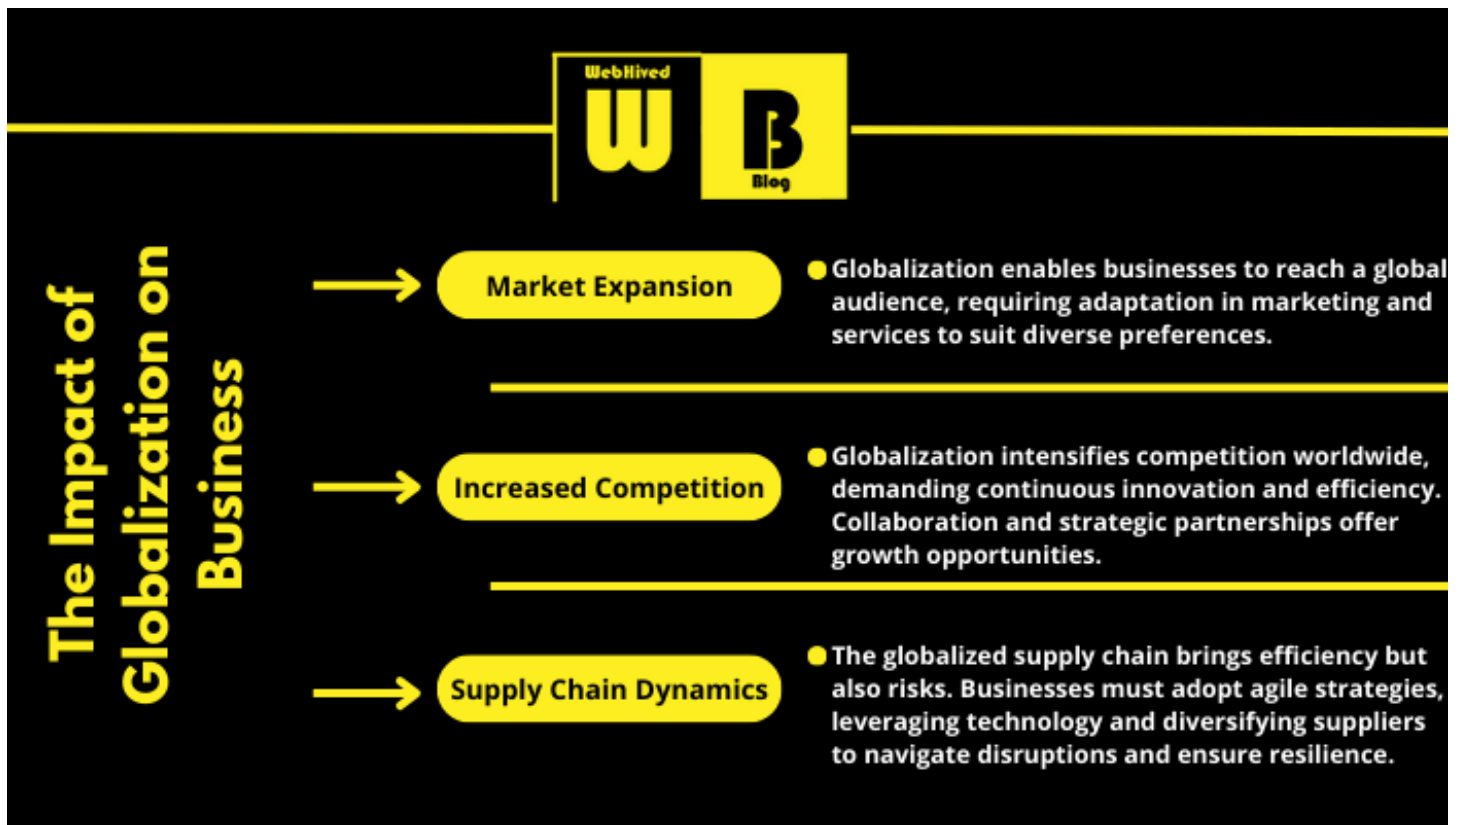 WebHived
W
B
Blog
The Impact of
Globalization on
Business
Market Expansion
Globalization enables businesses to reach a global
audience, requiring adaptation in marketing and
services to suit diverse preferences.
Increased Competition
Globalization intensifies competition worldwide,
demanding continuous innovation and efficiency.
Collaboration and strategic partnerships offer
growth opportunities.
Supply Chain Dynamics
The globalized supply chain brings efficiency but
also risks. Businesses must adopt agile strategies,
leveraging technology and diversifying suppliers
to navigate disruptions and ensure resilience.